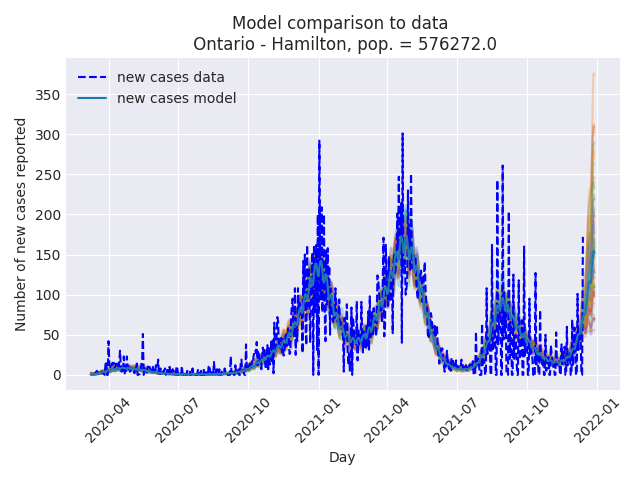 Model comparison to data
Ontario - Hamilton, pop. = 576272.0
new cases data
new cases model
Number of new cases reported
350
300
250
200
150
100
50
0
2020-04
2020-07
2020-10
2021-01
2021-04
2021-07
2021-10
2022-01
Day